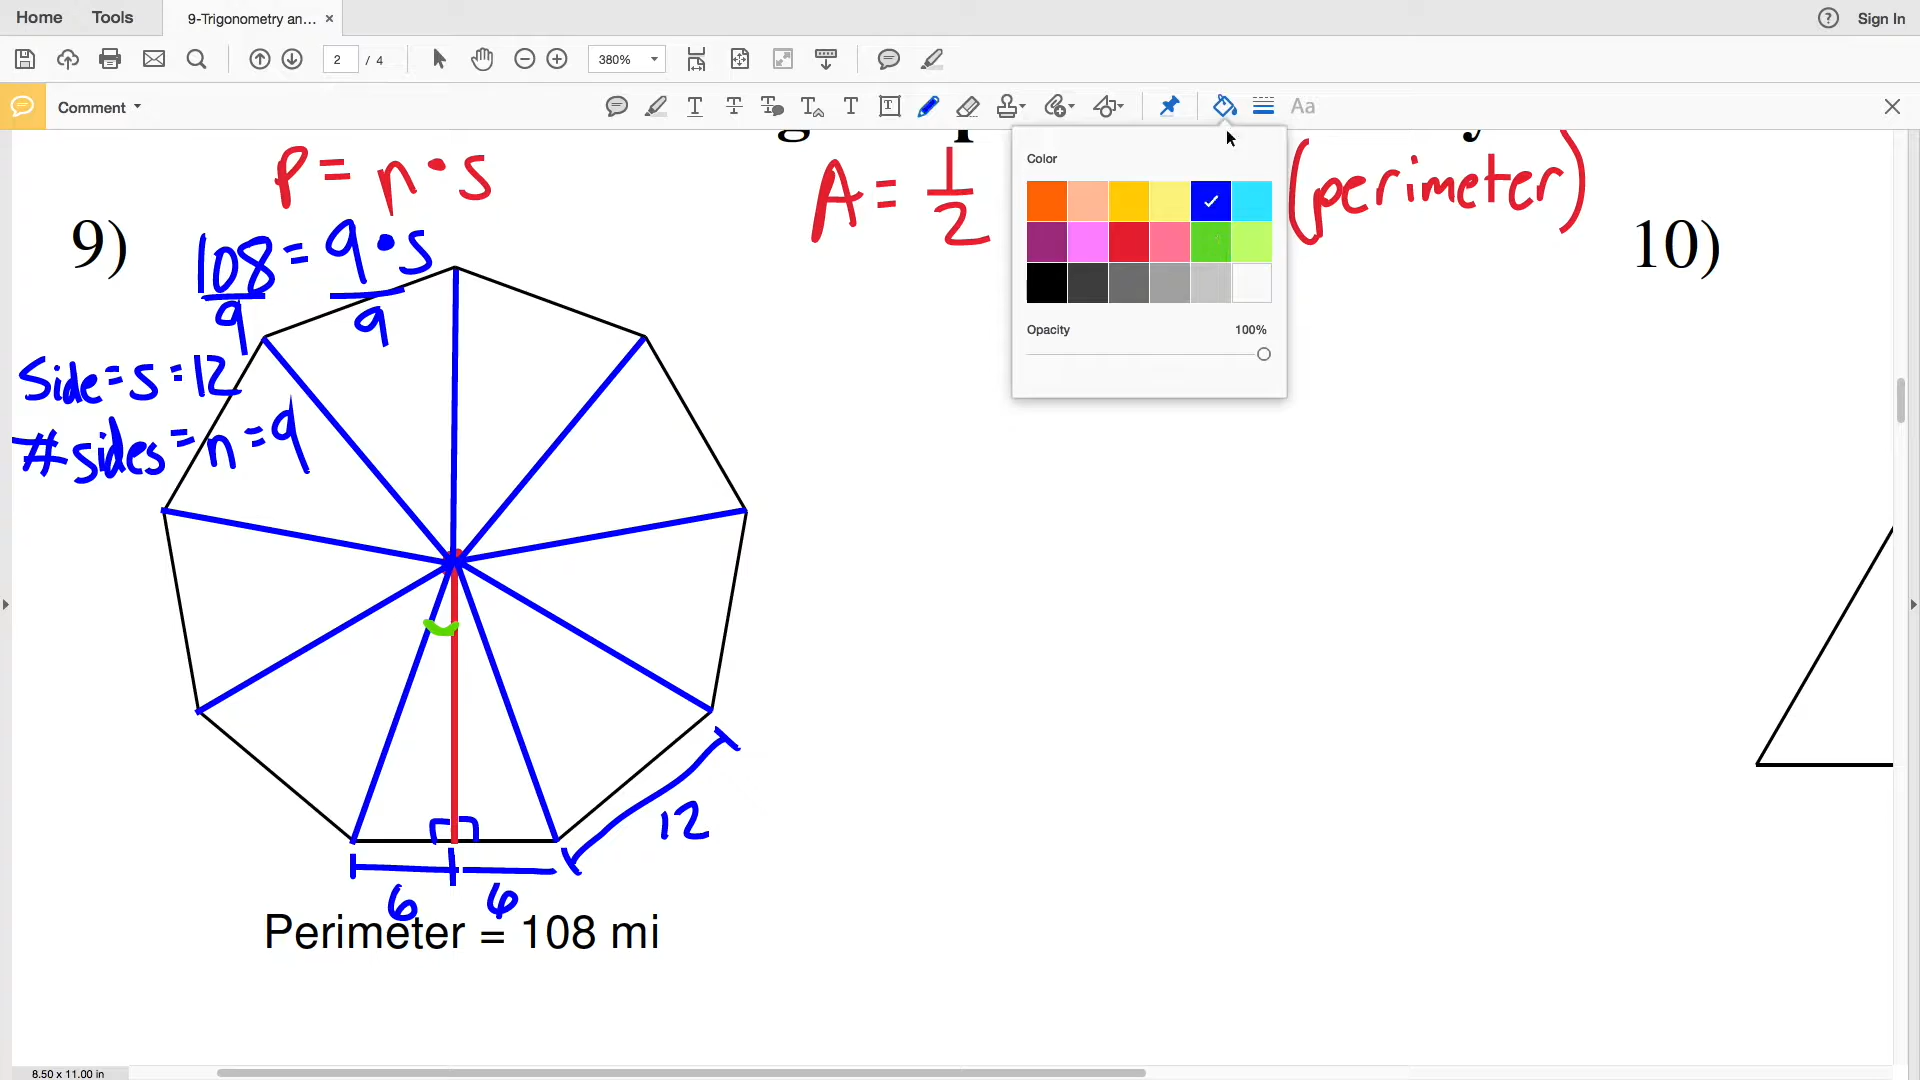 Home Tools 9-Trigonometry an... × Sign In
2 / 4 380%
Comment Aa
P = n • s
A = 1/2 (perimeter)
9)
10)
108 = 9 • s
9 9
Side = s = 12
# sides = n = 9
Color
Opacity 100%
12
6 6
Perimeter = 108 mi
8.50 x 11.00 in